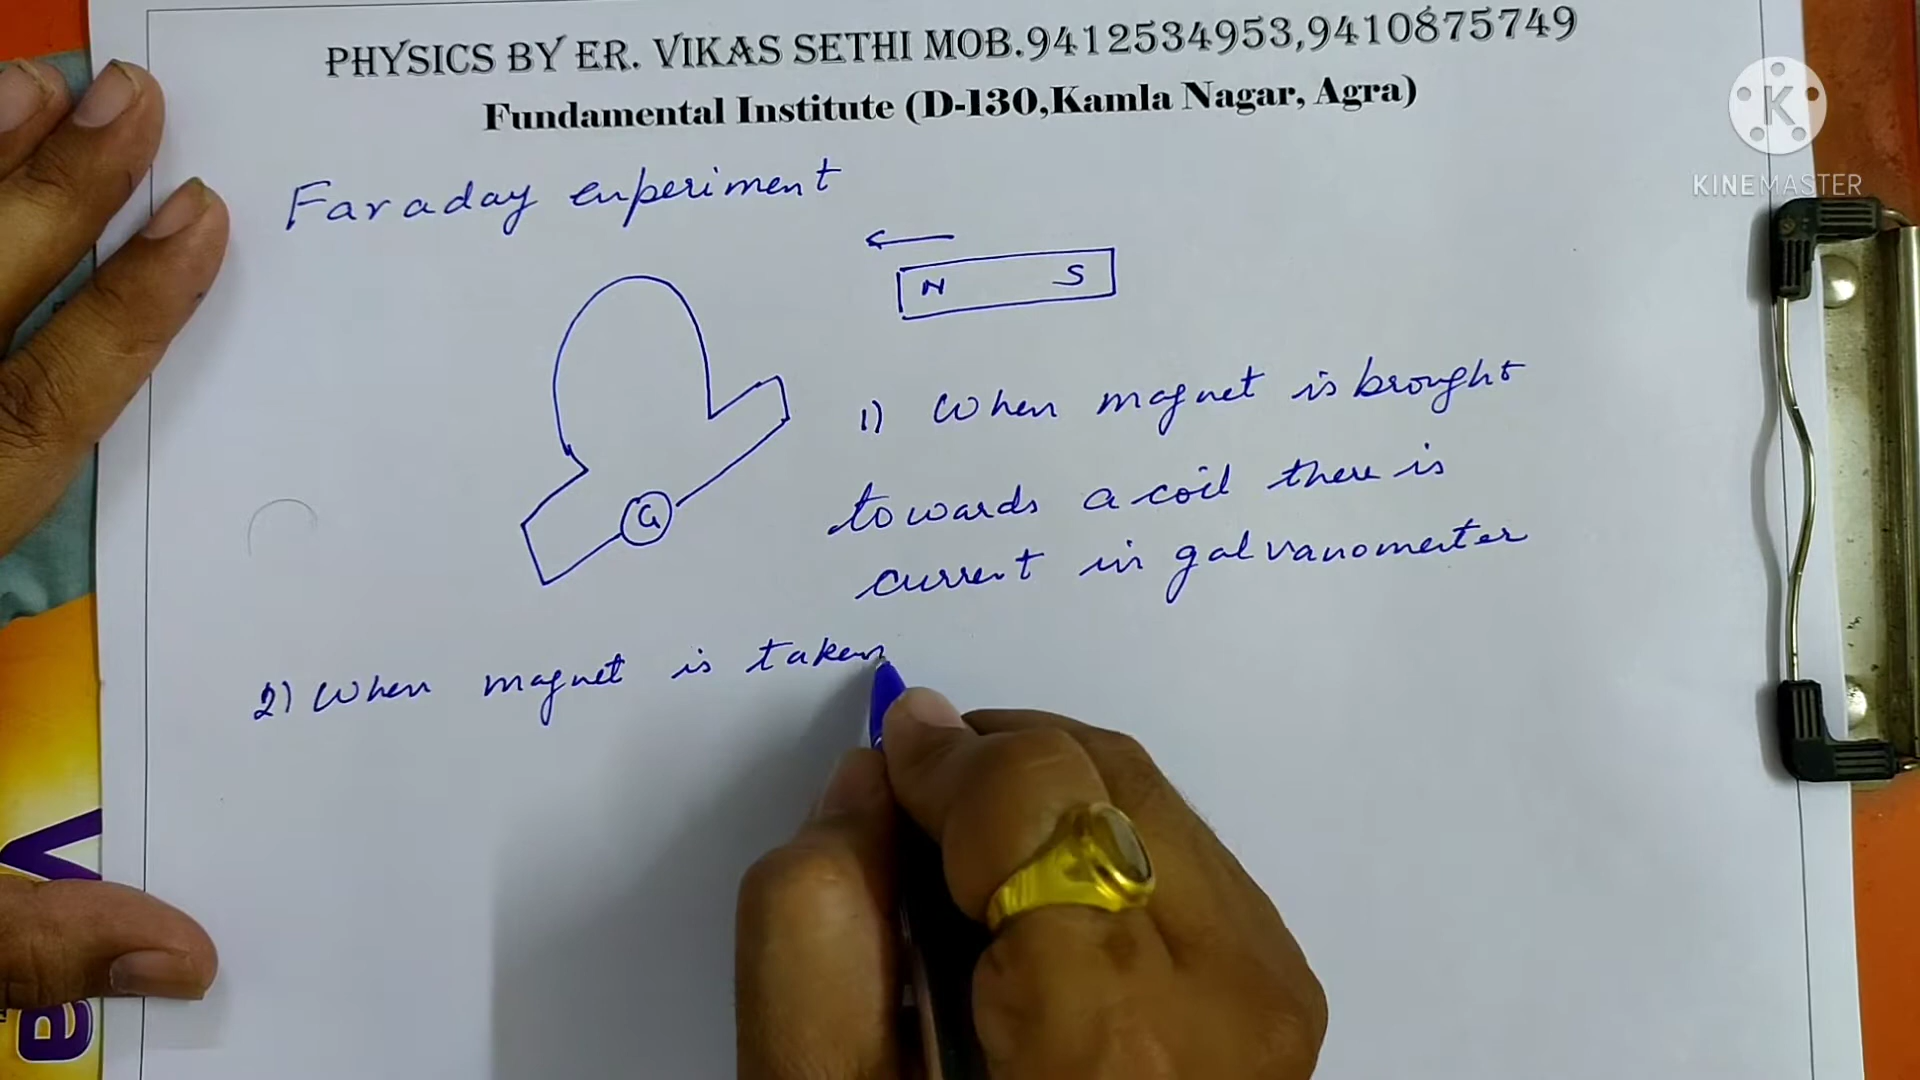 PHYSICS BY ER. VIKAS SETHI MOB.9412534953,9410875749
Fundamental Institute (D-130,Kamla Nagar, Agra)
K
KINEMASTER
Faraday enperiment
N S
1) When magnet is brought
towards a coil there is
current in galvanometer
G
2) When magnet is taken